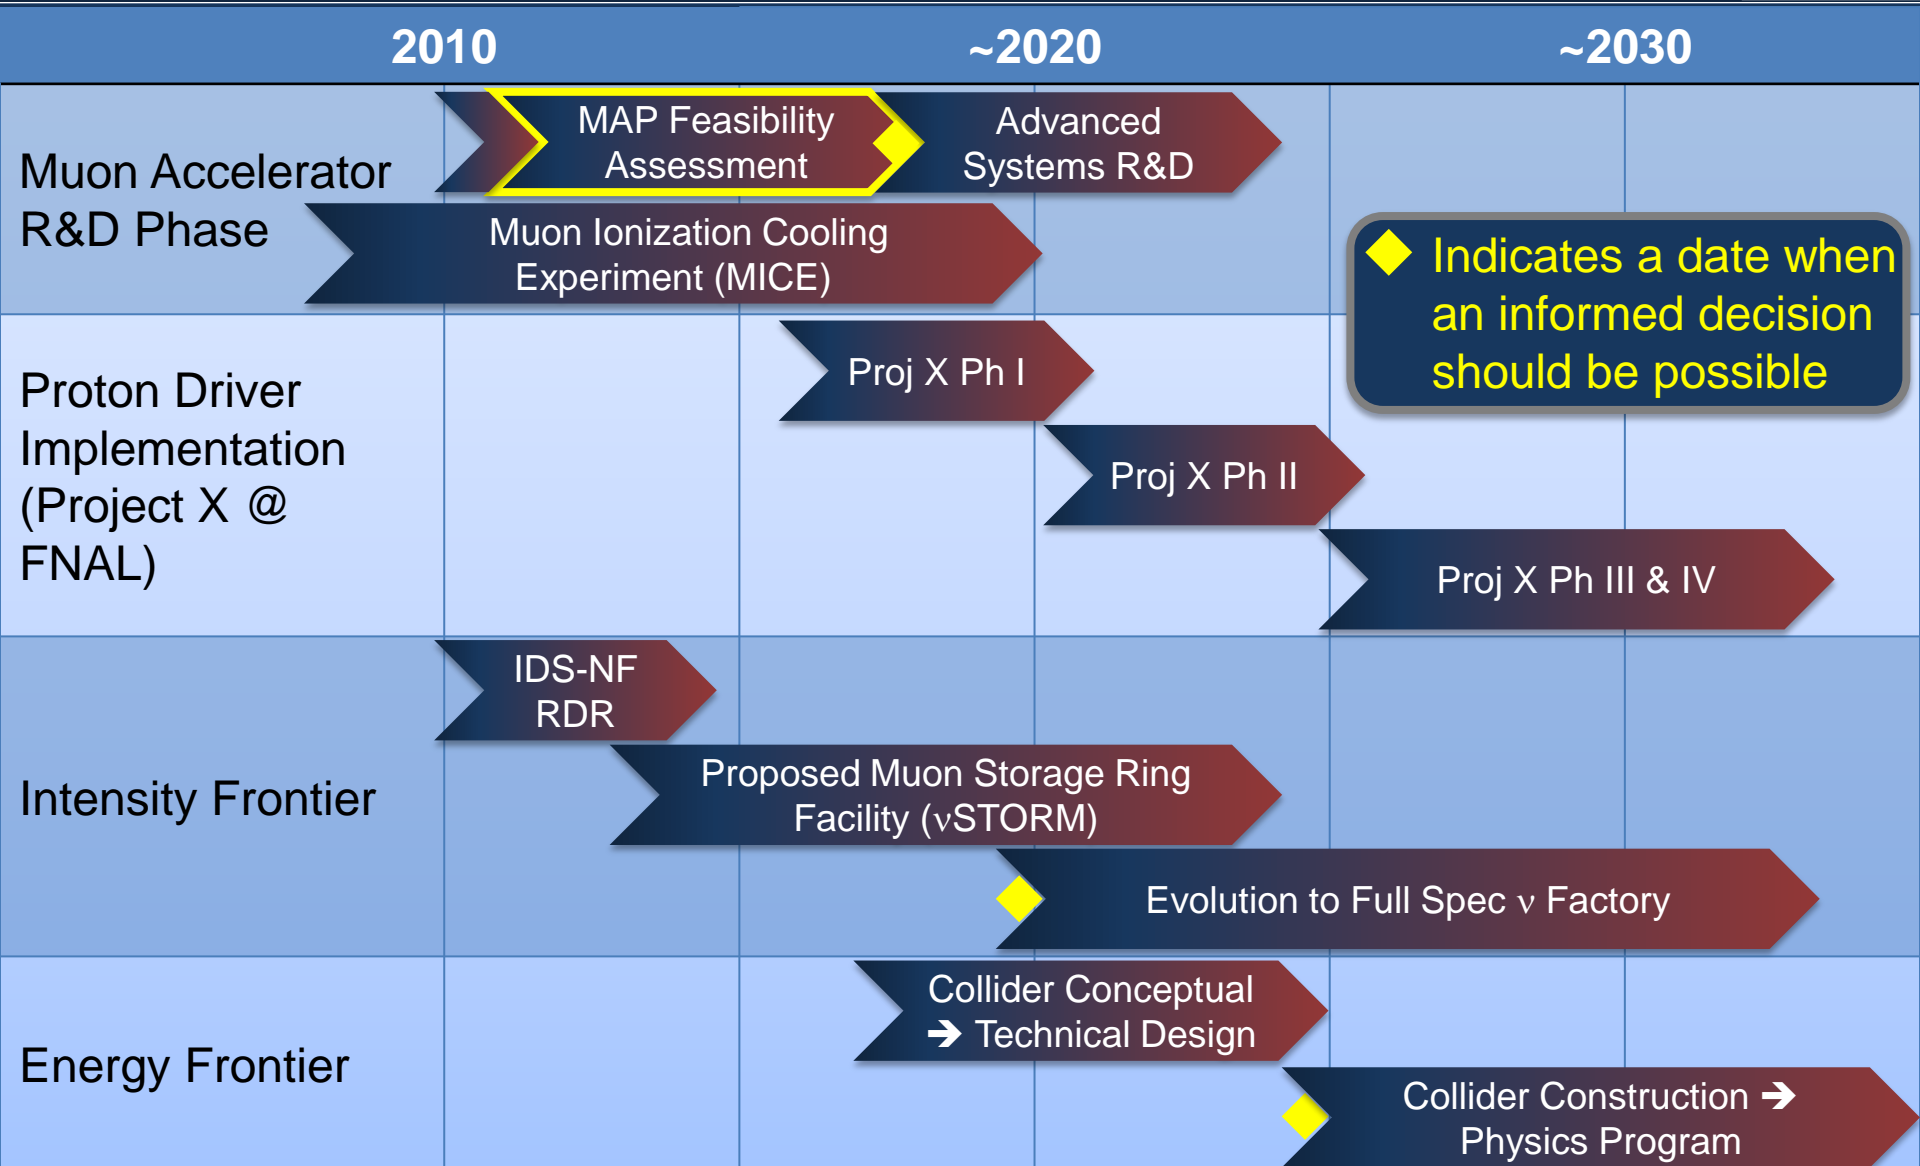 2010
~2020
~2030
Muon Accelerator
R&D Phase
MAP Feasibility
Assessment
Advanced
Systems R&D
Muon Ionization Cooling
Experiment (MICE)
Indicates a date when
an informed decision
should be possible
Proton Driver
Implementation
(Project X @
FNAL)
Proj X Ph I
Proj X Ph II
Proj X Ph III & IV
Intensity Frontier
IDS-NF
RDR
Proposed Muon Storage Ring
Facility (νSTORM)
Evolution to Full Spec ν Factory
Energy Frontier
Collider Conceptual
➔ Technical Design
Collider Construction ➔
Physics Program